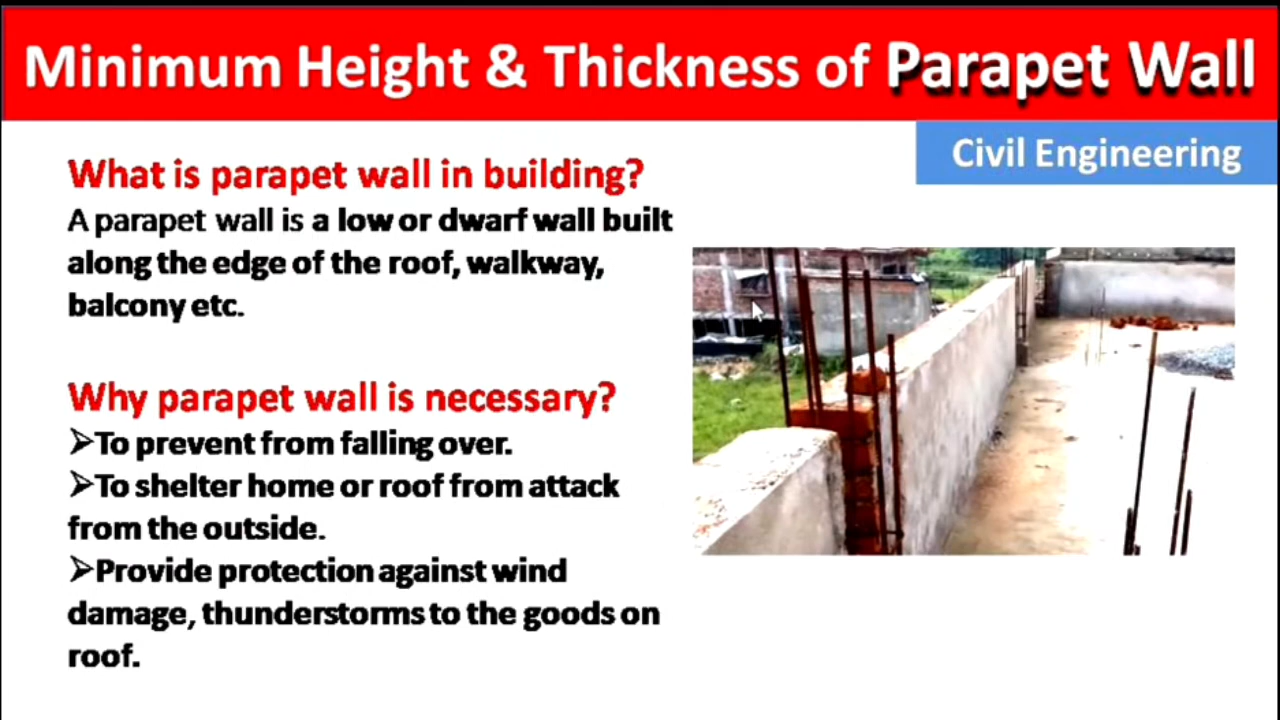 Minimum Height & Thickness of Parapet Wall
Civil Engineering
What is parapet wall in building?
A parapet wall is a low or dwarf wall built
along the edge of the roof, walkway,
balcony etc.
Why parapet wall is necessary?
➢To prevent from falling over.
➢To shelter home or roof from attack
from the outside.
➢Provide protection against wind
damage, thunderstorms to the goods on
roof.